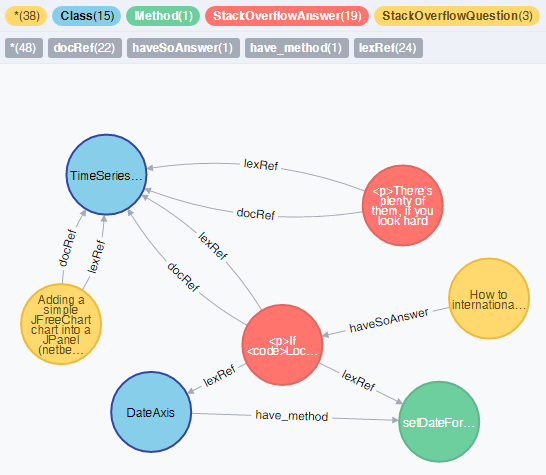 *(38) Class(15) Method(1) StackOverflowAnswer(19) StackOverflowQuestion(3)
*(48) docRef(22) haveSoAnswer(1) have_method(1) lexRef(24)
lexRef
TimeSeries...
<p>There's
plenty of
them, if you
look hard
docRef
docRef
lexRef
lexRef
docRef
Adding a
simple
JFreeChart
chart into a
JPanel
(netbe...
How to
internationa...
haveSoAnswer
<p>If
<code>Loc...
lexRef
lexRef
DateAxis
have_method
setDateFor...